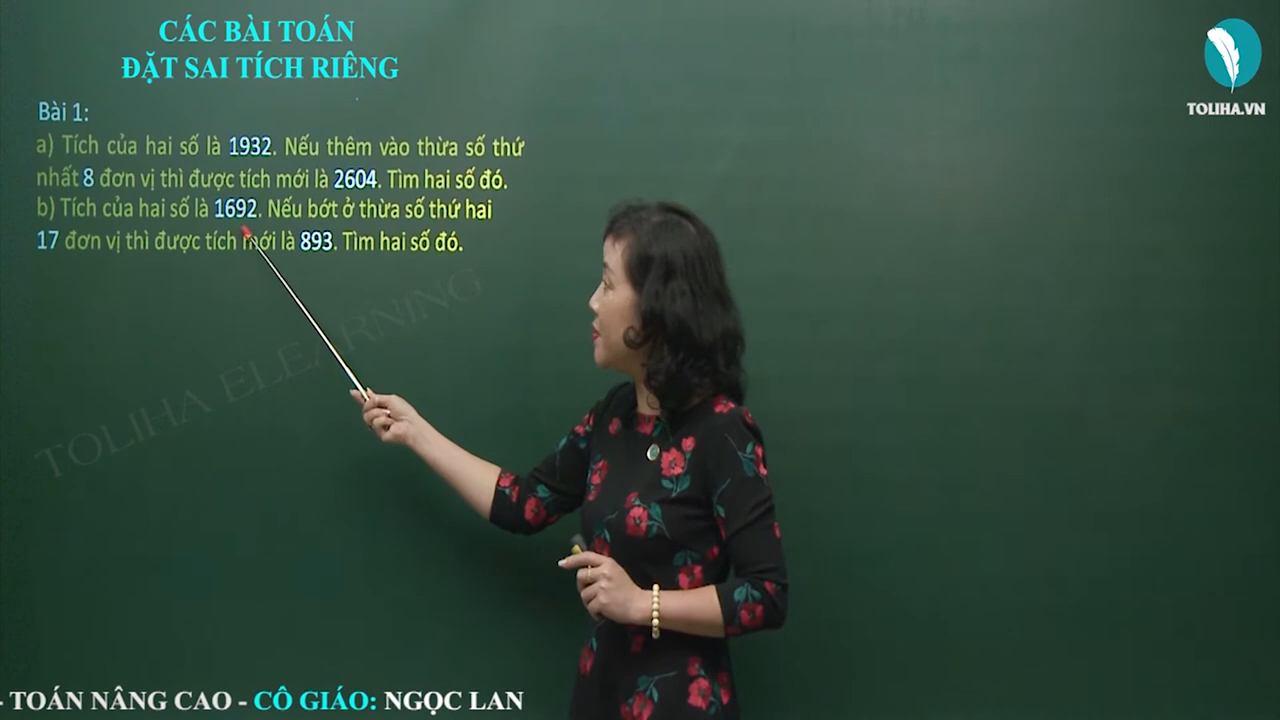 CÁC BÀI TOÁN
ĐẶT SAI TÍCH RIÊNG
TOLIHA.VN
Bài 1:
a) Tích của hai số là 1932. Nếu thêm vào thừa số thứ
nhất 8 đơn vị thì được tích mới là 2604. Tìm hai số đó.
b) Tích của hai số là 1692. Nếu bớt ở thừa số thứ hai
17 đơn vị thì được tích mới là 893. Tìm hai số đó.
TOLIHA ELEARNING
- TOÁN NÂNG CAO - CÔ GIÁO: NGỌC LAN